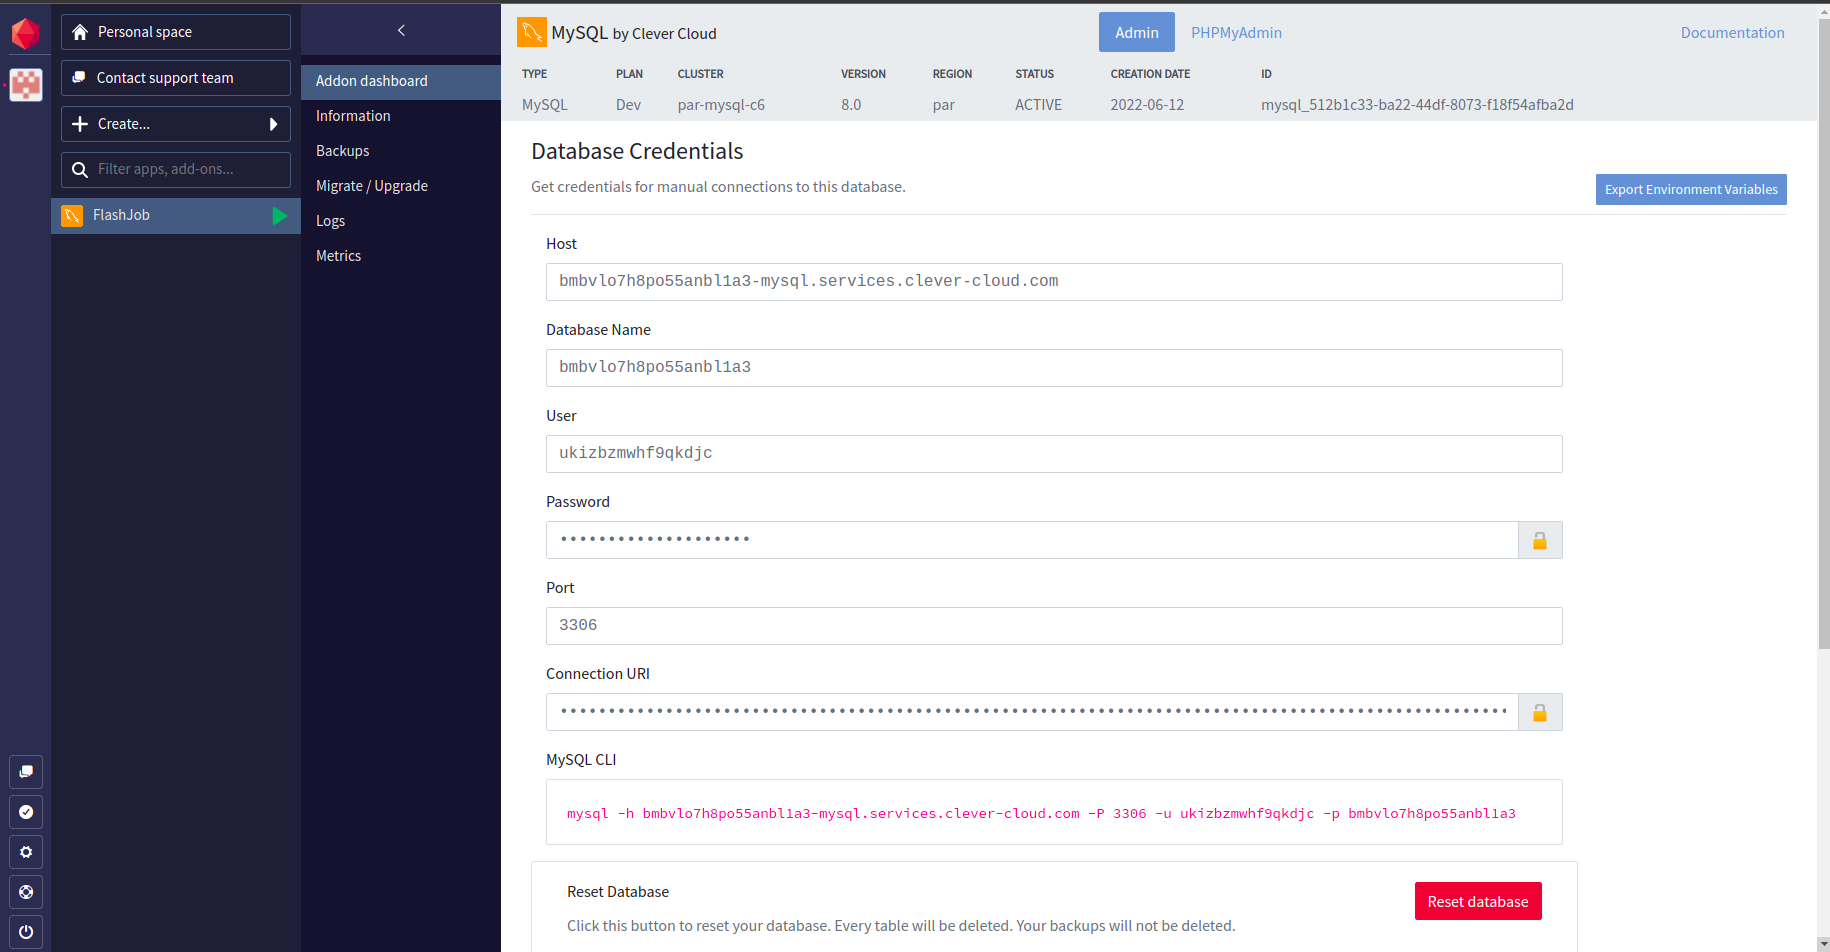 Personal space
Contact support team
Create...
Filter apps, add-ons...
FlashJob
Addon dashboard
Information
Backups
Migrate / Upgrade
Logs
Metrics
MySQL by Clever Cloud
Admin
PHPMyAdmin
Documentation
TYPE PLAN CLUSTER VERSION REGION STATUS CREATION DATE ID
MySQL Dev par-mysql-c6 8.0 par ACTIVE 2022-06-12 mysql_512b1c33-ba22-44df-8073-f18f54afba2d
Database Credentials
Get credentials for manual connections to this database.
Export Environment Variables
Host
bmbvlo7h8po55anbl1a3-mysql.services.clever-cloud.com
Database Name
bmbvlo7h8po55anbl1a3
User
ukizbzmwhf9qkdjc
Password
••••••••••••••••••••
Port
3306
Connection URI
MySQL CLI
mysql -h bmbvlo7h8po55anbl1a3-mysql.services.clever-cloud.com -P 3306 -u ukizbzmwhf9qkdjc -p bmbvlo7h8po55anbl1a3
Reset Database
Reset database
Click this button to reset your database. Every table will be deleted. Your backups will not be deleted.